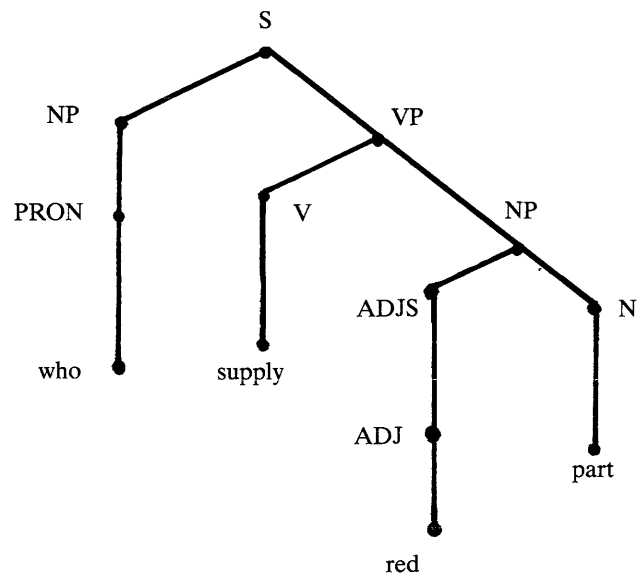 S
NP
VP
PRON
V
NP
ADJS
N
who
supply
ADJ
part
red